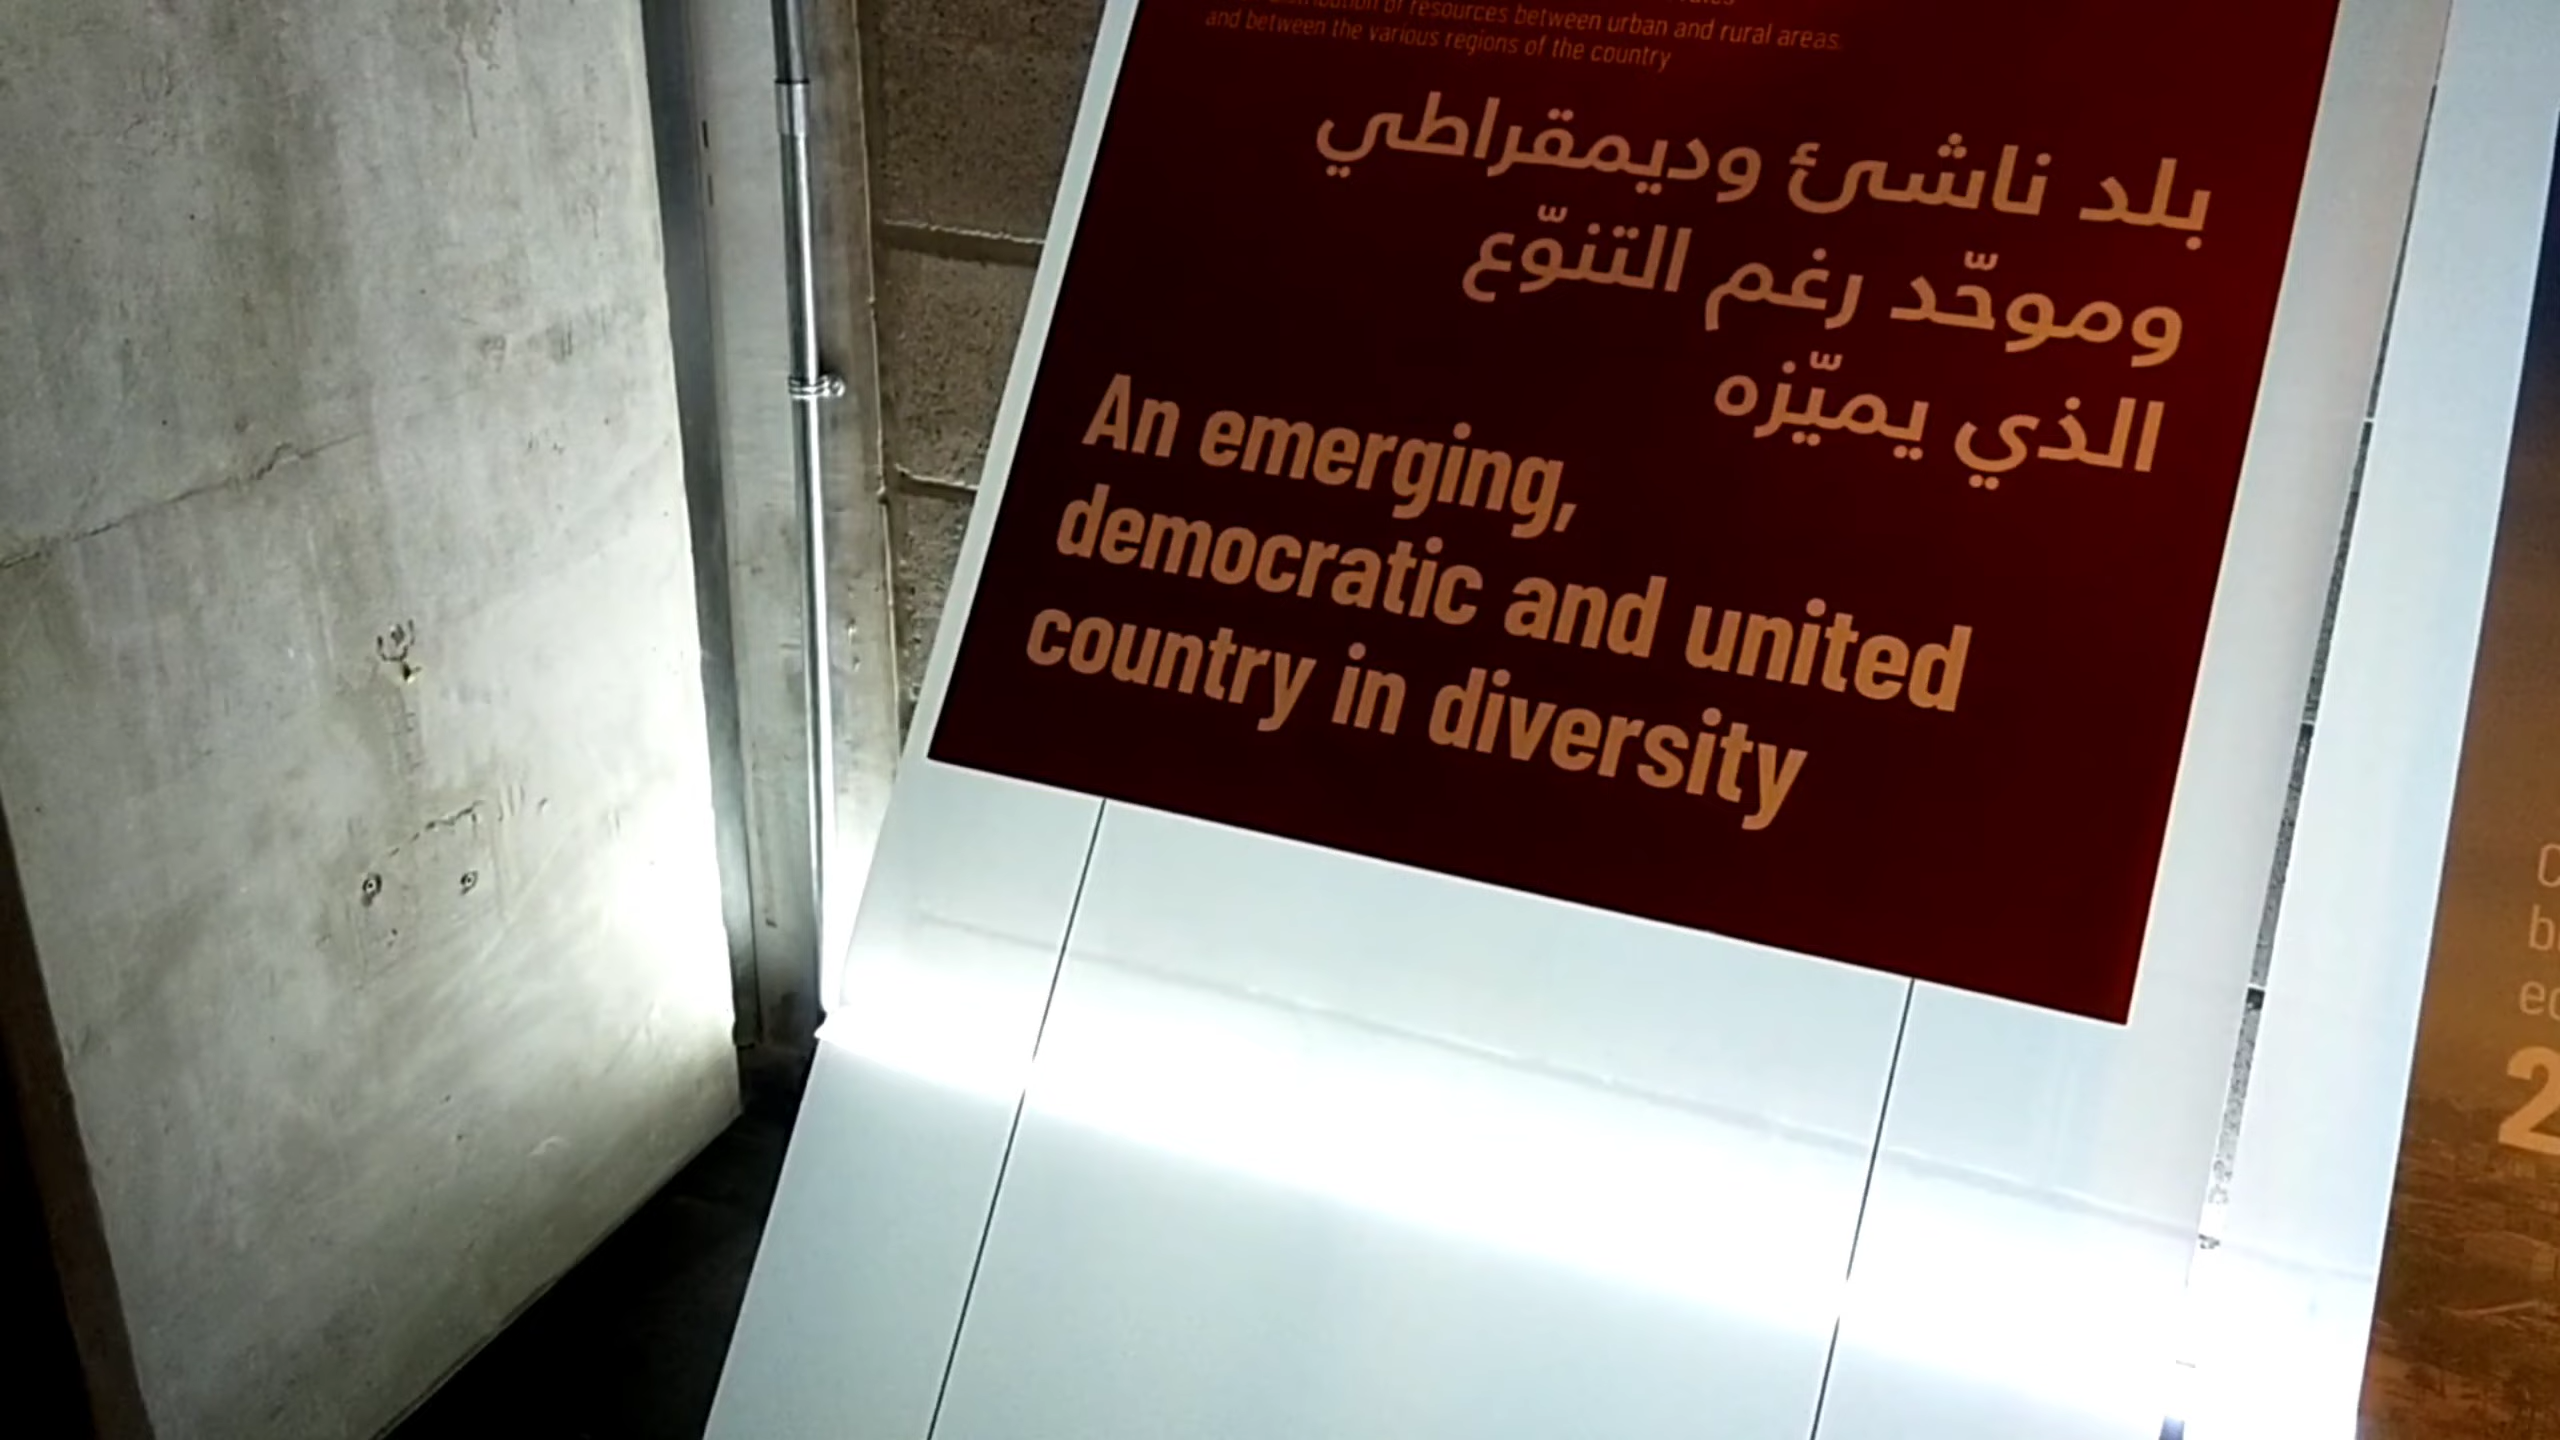 of resources between urban and rural areas
and between the various regions of the country
بلد ناشئ وديمقراطي
وموحّد رغم التنوّع
الذي يميّزه
An emerging,
democratic and united
country in diversity
2